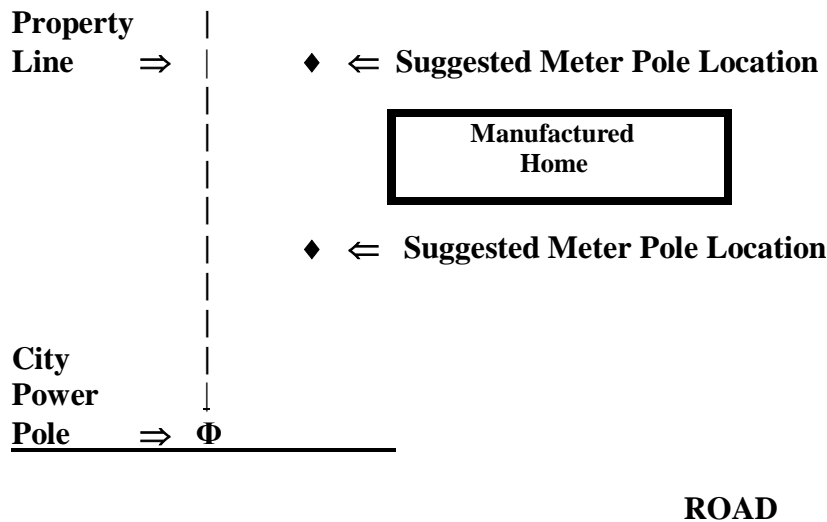 Property
Line ⇒ ♦ ⇐ Suggested Meter Pole Location
Manufactured
Home
♦ ⇐ Suggested Meter Pole Location
City
Power
Pole ⇒ Φ
ROAD